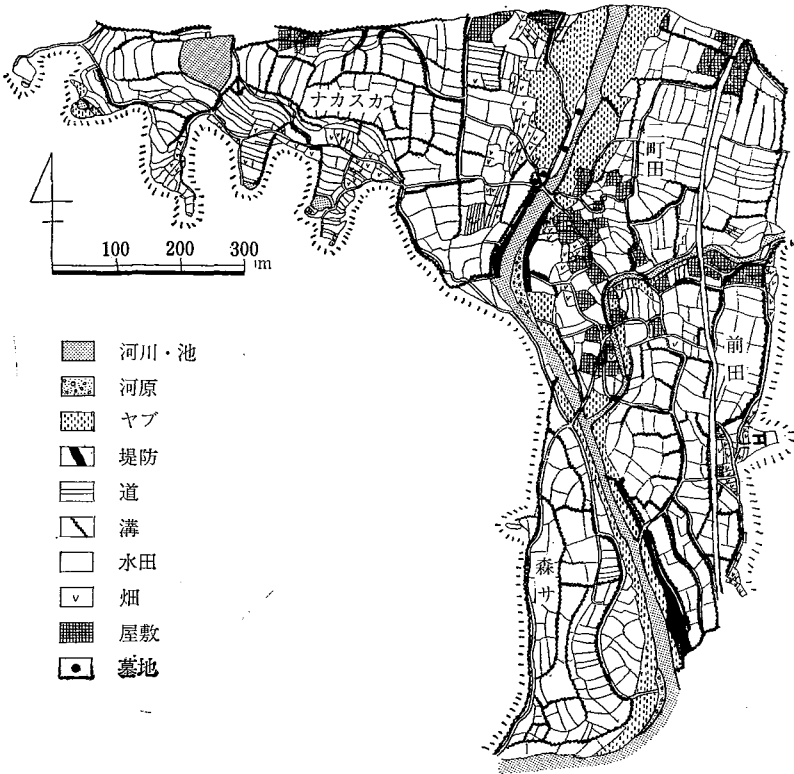 ナカスカ
町田
100 200 300 m
前田
森サ
河川・池
河原
ヤブ
堤防
道
溝
水田
v 畑
屋敷
墓地